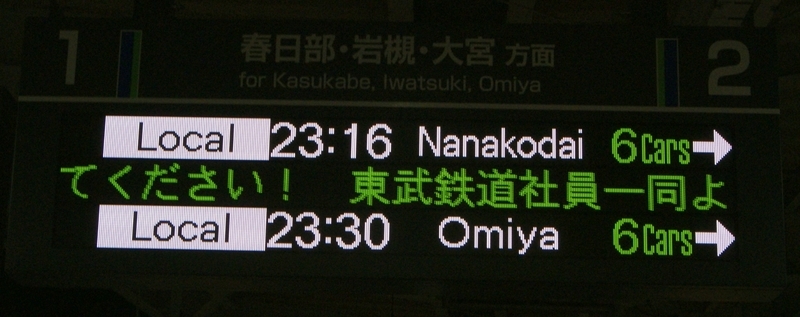 1 春日部・岩槻・大宮 方面 2
for Kasukabe, Iwatsuki, Omiya
Local 23:16 Nanakodai 6Cars→
てください！ 東武鉄道社員一同よ
Local 23:30 Omiya 6Cars→